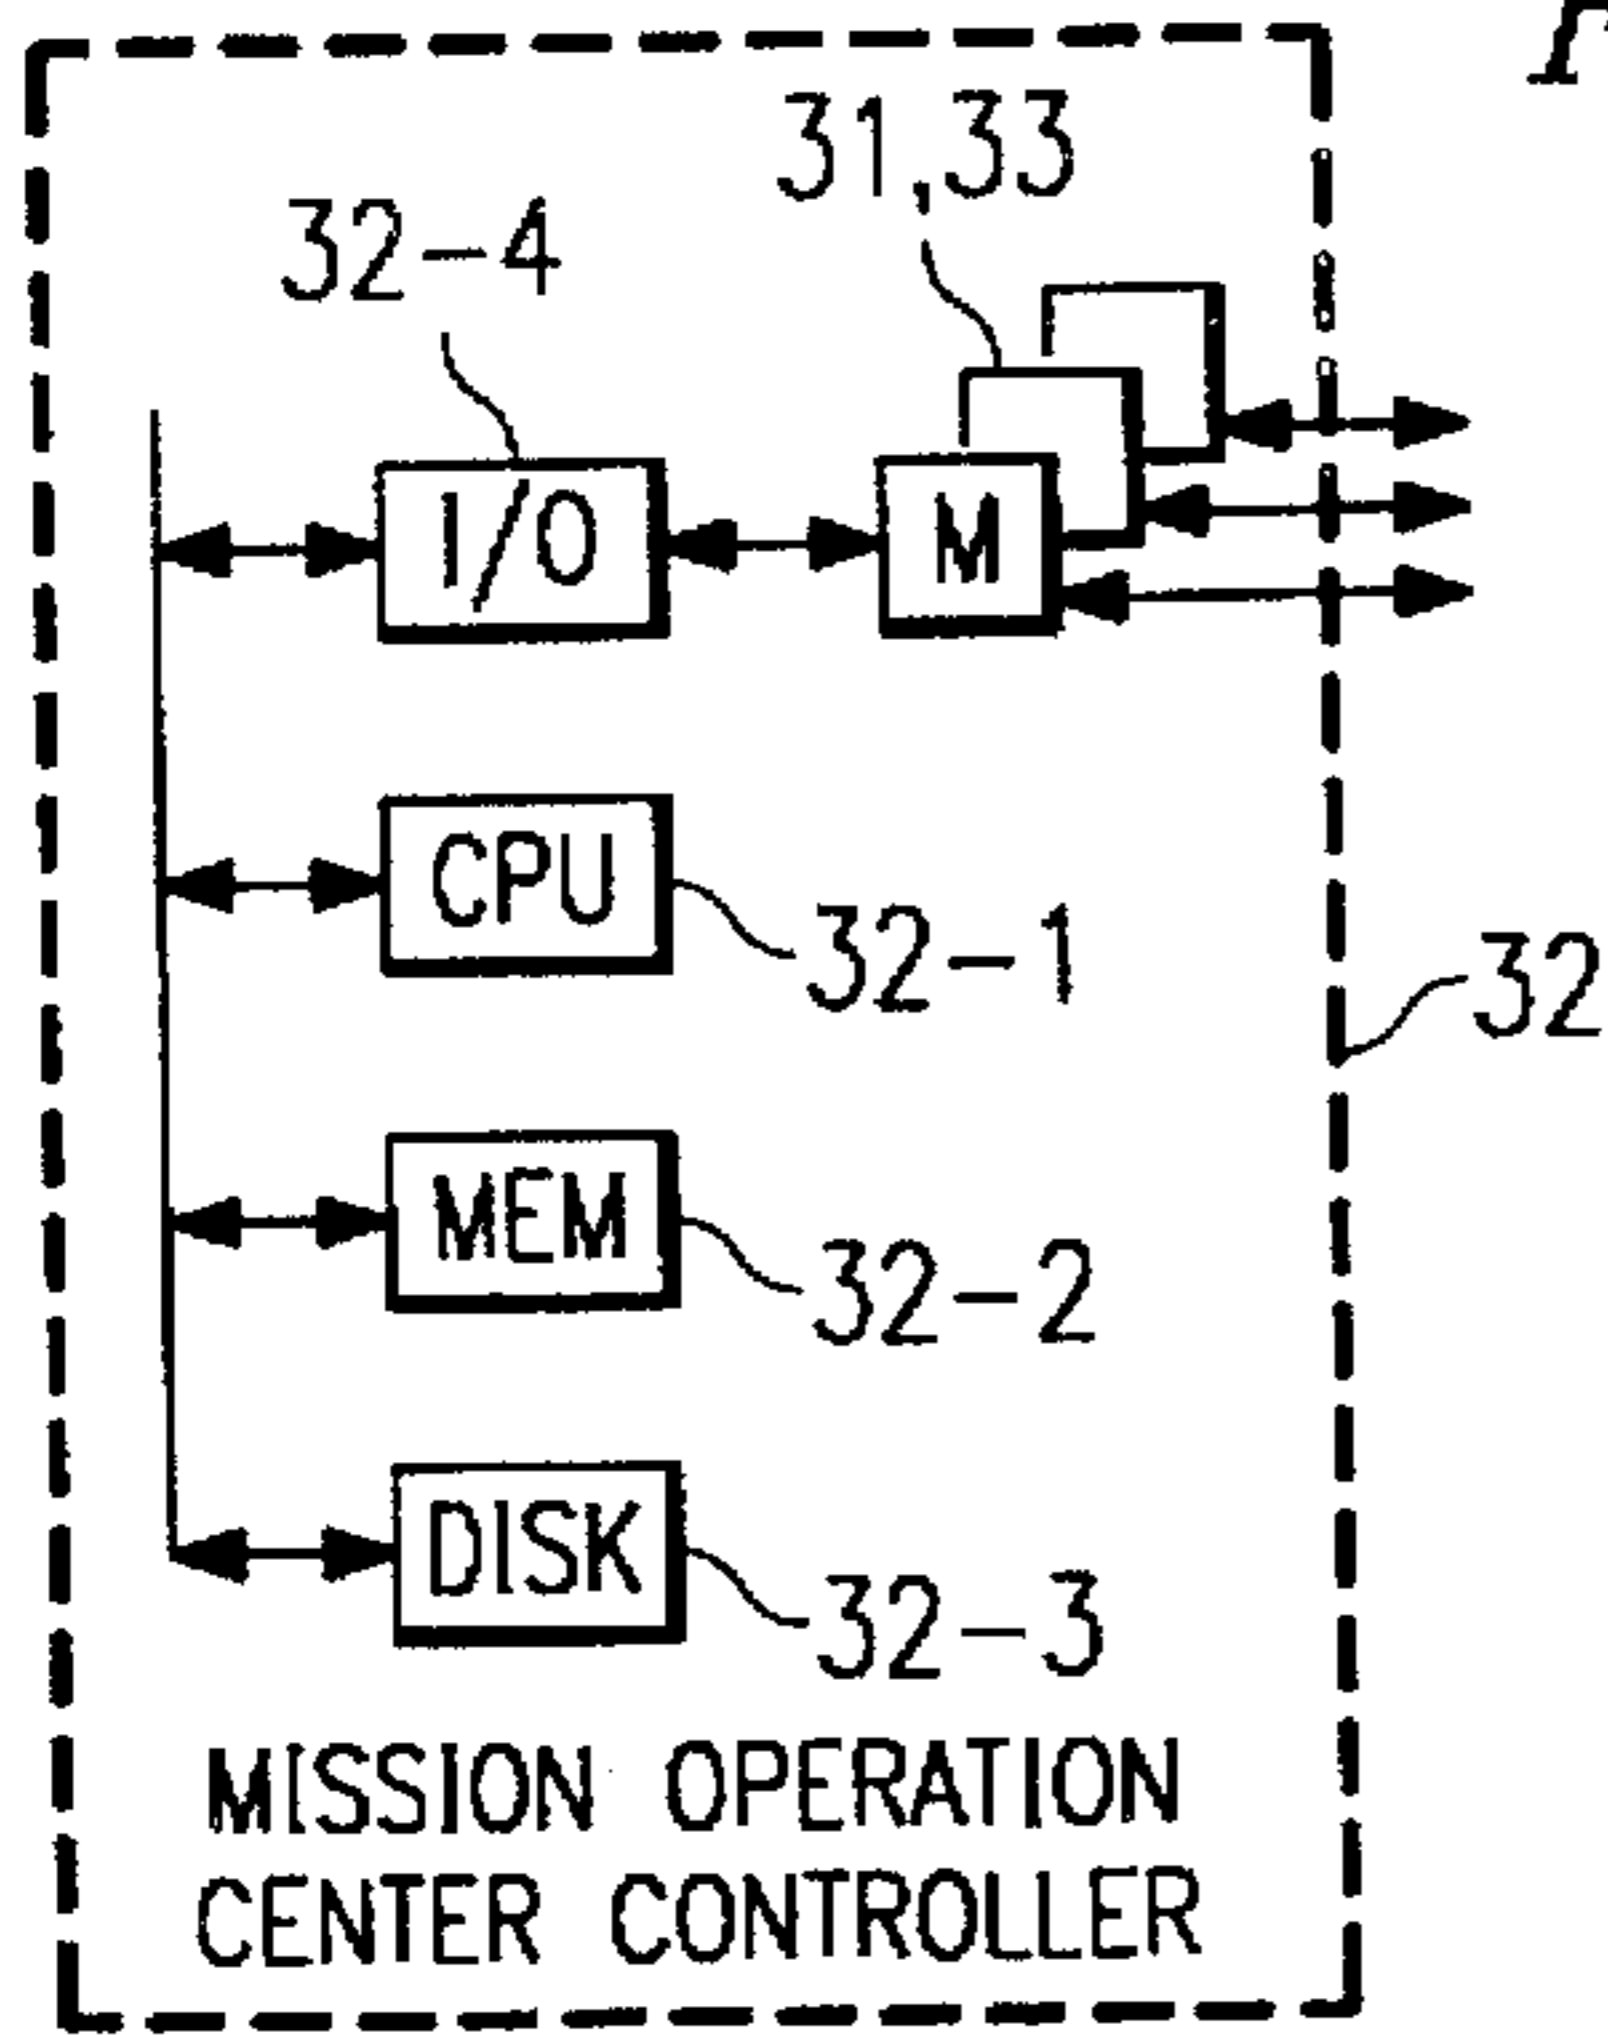 31,33
32-4
I/O
M
CPU
32-1
32
MEM
32-2
DISK
32-3
MISSION OPERATION
CENTER CONTROLLER